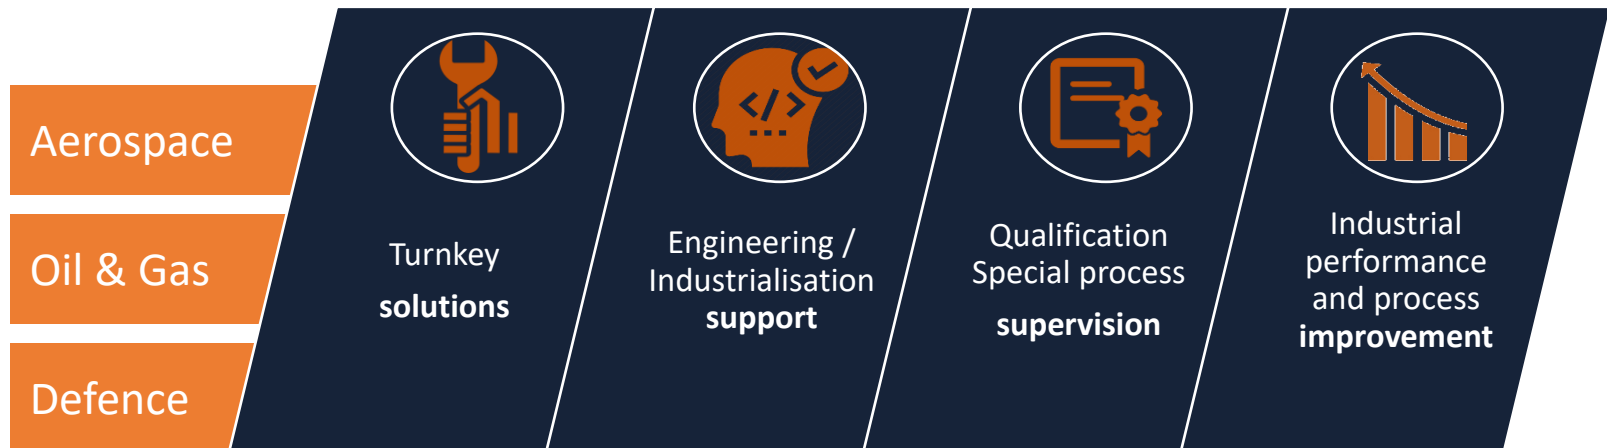 Aerospace
Oil & Gas
Defence
Turnkey
solutions
Engineering /
Industrialisation
support
Qualification
Special process
supervision
Industrial
performance
and process
improvement